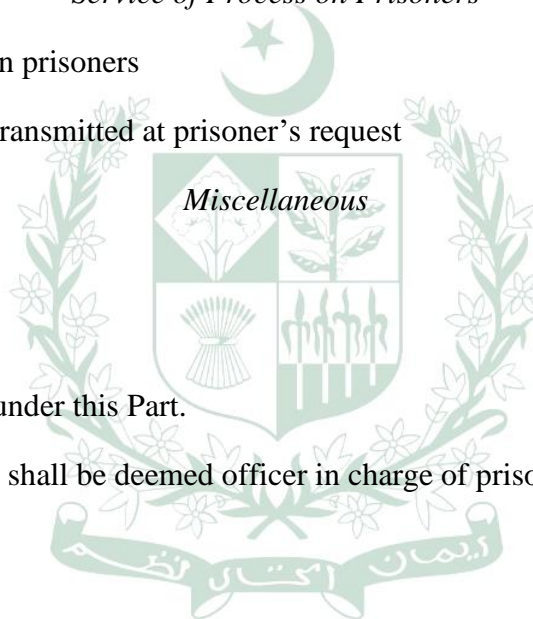 Service of Process on Prisoners
n prisoners
ransmitted at prisoner’s request
Miscellaneous
under this Part.
shall be deemed officer in charge of priso
ایمان اتحاد نظم